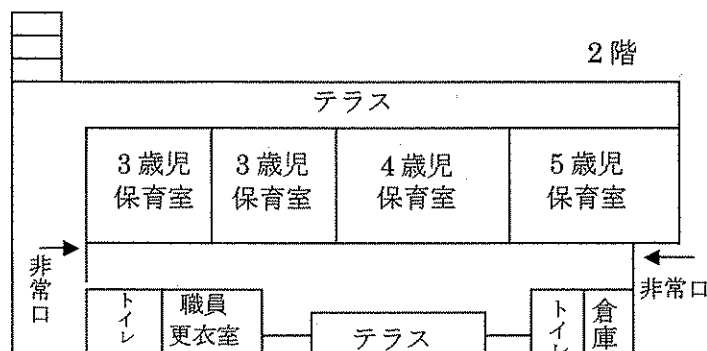 2階
テラス
3歳児
保育室
3歳児
保育室
4歳児
保育室
5歳児
保育室
非常口
非常口
トイレ
職員
更衣室
テラス
トイレ
倉庫